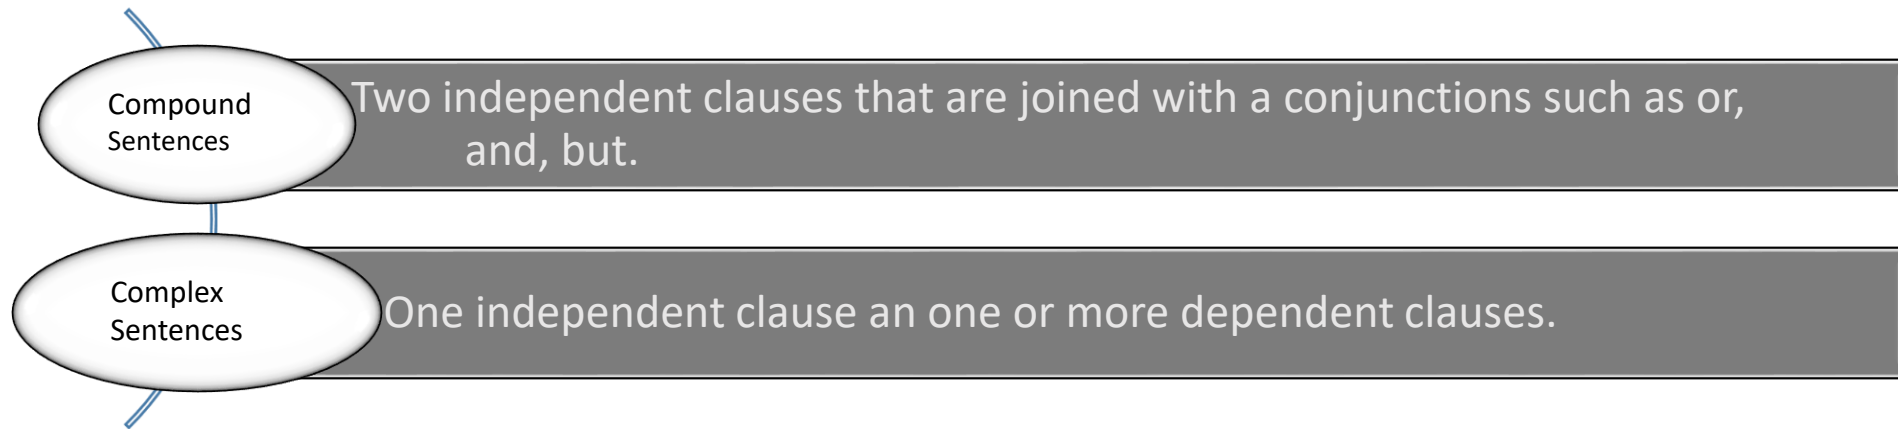 Compound
Sentences
Two independent clauses that are joined with a conjunctions such as or,
and, but.
Complex
Sentences
One independent clause an one or more dependent clauses.